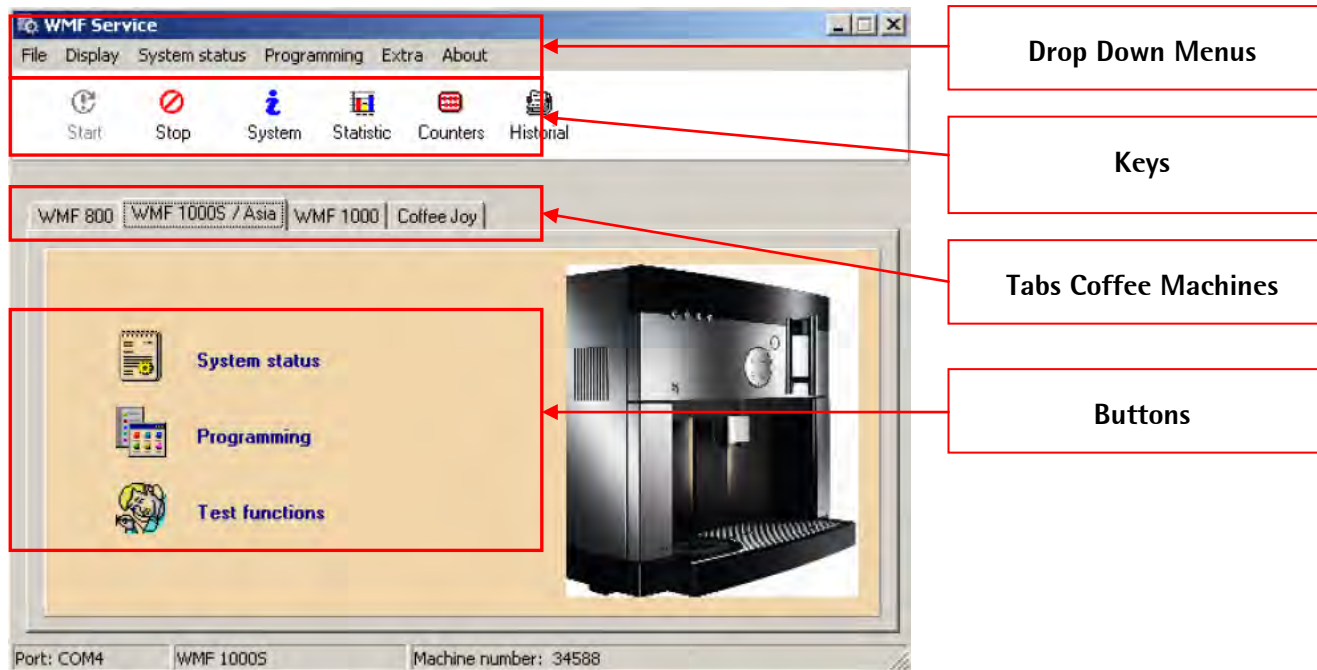 WMF Service
File Display System status Programming Extra About
Start Stop System Statistic Counters Historial
WMF 800 WMF 1000S / Asia WMF 1000 Coffee Joy
System status
Programming
Test functions
Port: COM4 WMF 1000S Machine number: 34588
Drop Down Menus
Keys
Tabs Coffee Machines
Buttons